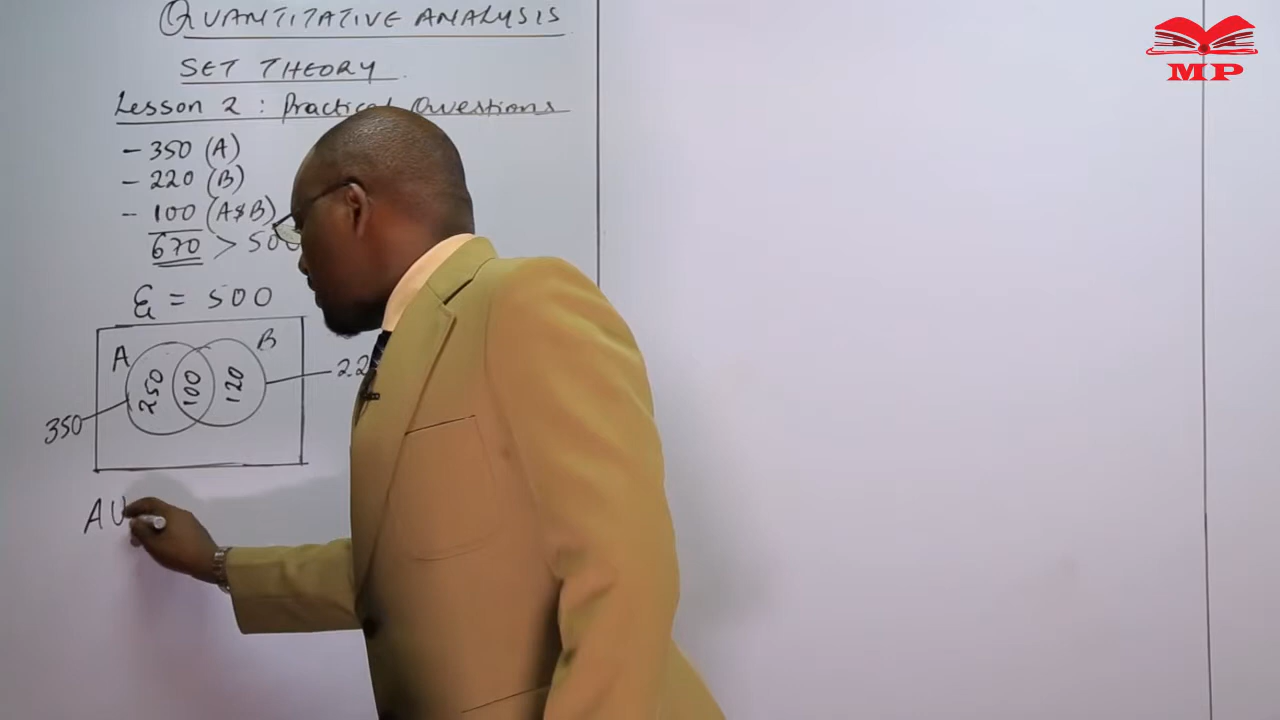 QUANTITATIVE ANALYSIS
SET THEORY.
Lesson 2 : Practical Questions
- 350 (A)
- 220 (B)
- 100 (A&B)
670 > 500
ℰ = 500
A B
250 100 120
350
22
A U
MP